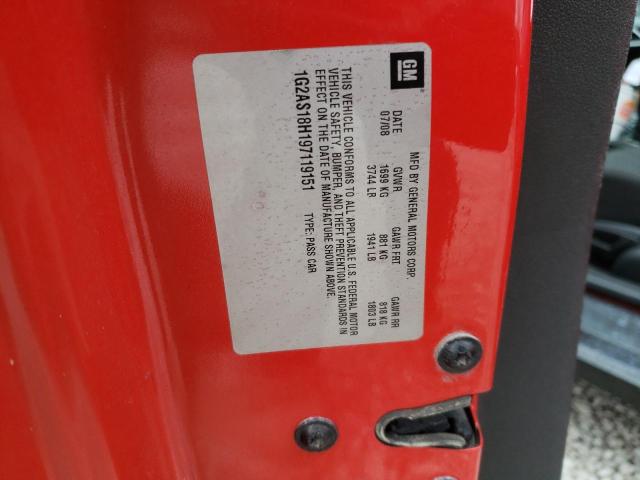 GM
MFD BY GENERAL MOTORS CORP.
DATE GVWR GAWR FRT GAWR RR
07/08 1699 KG 881 KG 818 KG
3744 LB 1941 LB 1803 LB
THIS VEHICLE CONFORMS TO ALL APPLICABLE U.S. FEDERAL MOTOR
VEHICLE SAFETY, BUMPER, AND THEFT PREVENTION STANDARDS IN
EFFECT ON THE DATE OF MANUFACTURE SHOWN ABOVE.
1G2AS18H197119151 TYPE: PASS CAR